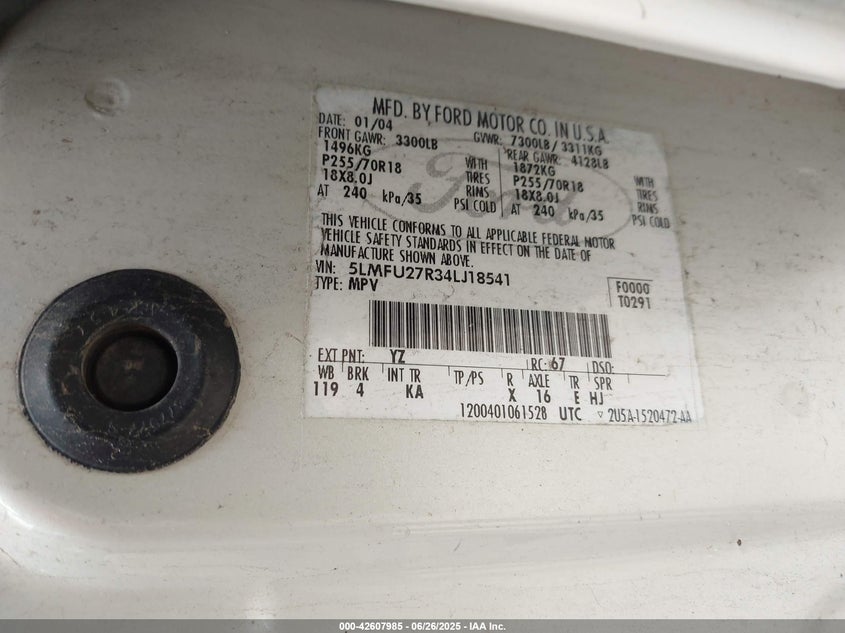 MFD. BY FORD MOTOR CO. IN U.S.A.
DATE: 01/04 GVWR: 7300LB/ 3311KG
FRONT GAWR: 3300LB REAR GAWR: 4128LB
1496KG WITH 1872KG WITH
P255/70R18 TIRES P255/70R18 TIRES
18X8.0J RIMS 18X8.0J RIMS
AT 240 kPa/35 PSI COLD AT 240 kPa/35 PSI COLD
THIS VEHICLE CONFORMS TO ALL APPLICABLE FEDERAL MOTOR
VEHICLE SAFETY STANDARDS IN EFFECT ON THE DATE OF
MANUFACTURE SHOWN ABOVE.
VIN: 5LMFU27R34LJ18541 F0000
TYPE: MPV T0291
EXT PNT: YZ RC: 67 DSO:
WB BRK INT TR TP/PS R AXLE TR SPR
119 4 KA X 16 E HJ
1200401061528 UTC ▿ 2U5A-1520472-AA
Ford
000-42607985 | 06/26/2025 — IAA Inc.